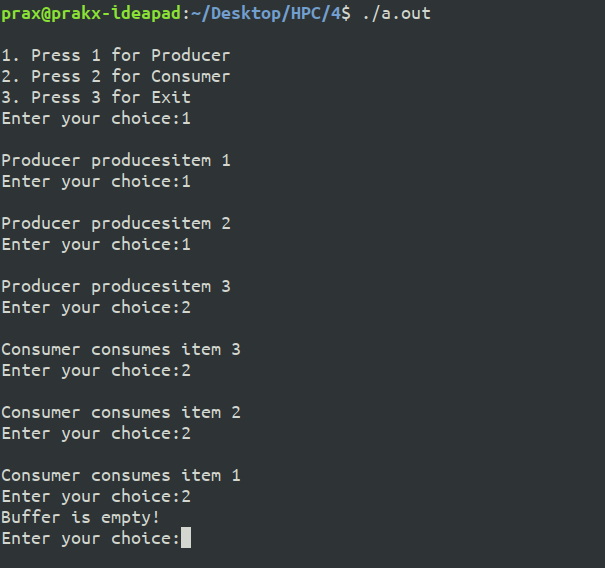 prax@prakx-ideapad:~/Desktop/HPC/4$ ./a.out
1. Press 1 for Producer
2. Press 2 for Consumer
3. Press 3 for Exit
Enter your choice:1
Producer producesitem 1
Enter your choice:1
Producer producesitem 2
Enter your choice:1
Producer producesitem 3
Enter your choice:2
Consumer consumes item 3
Enter your choice:2
Consumer consumes item 2
Enter your choice:2
Consumer consumes item 1
Enter your choice:2
Buffer is empty!
Enter your choice: